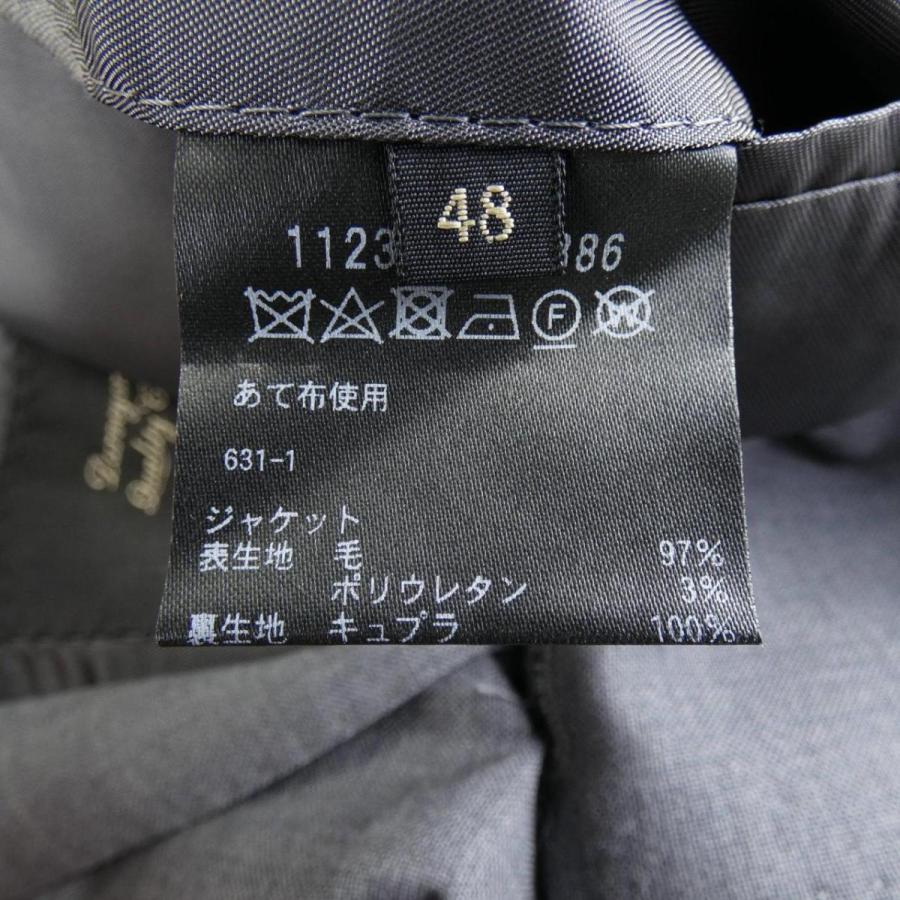 48
1123 386
F W
あて布使用
631-1
ジャケット
表生地 毛 97%
ポリウレタン 3%
裏生地 キュプラ 100%